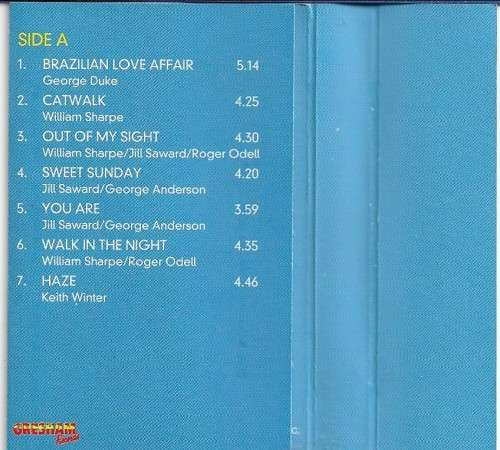 SIDE A
1. BRAZILIAN LOVE AFFAIR 5.14
George Duke
2. CATWALK 4.25
William Sharpe
3. OUT OF MY SIGHT 4.30
William Sharpe/Jill Saward/Roger Odell
4. SWEET SUNDAY 4.20
Jill Saward/George Anderson
5. YOU ARE 3.59
Jill Saward/George Anderson
6. WALK IN THE NIGHT 4.35
William Sharpe/Roger Odell
7. HAZE 4.46
Keith Winter
GRESHAM
Records
C.